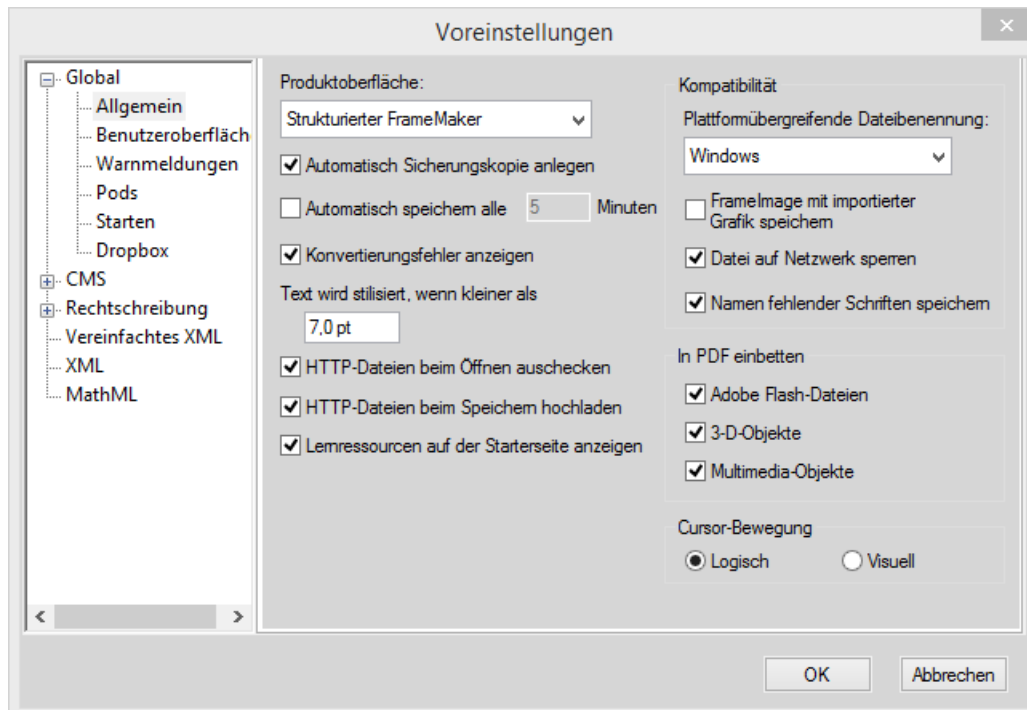 Voreinstellungen
Global
Allgemein
Benutzeroberfläch
Warnmeldungen
Pods
Starten
Dropbox
CMS
Rechtschreibung
Vereinfachtes XML
XML
MathML
Produktoberfläche:
Strukturierter FrameMaker
Automatisch Sicherungskopie anlegen
Automatisch speichern alle 5 Minuten
Konvertierungsfehler anzeigen
Text wird stilisiert, wenn kleiner als
7,0 pt
HTTP-Dateien beim Öffnen auschecken
HTTP-Dateien beim Speichern hochladen
Lernressourcen auf der Starterseite anzeigen
Kompatibilität
Plattformübergreifende Dateibenennung:
Windows
FrameImage mit importierter
Grafik speichern
Datei auf Netzwerk sperren
Namen fehlender Schriften speichern
In PDF einbetten
Adobe Flash-Dateien
3-D-Objekte
Multimedia-Objekte
Cursor-Bewegung
Logisch Visuell
OK Abbrechen